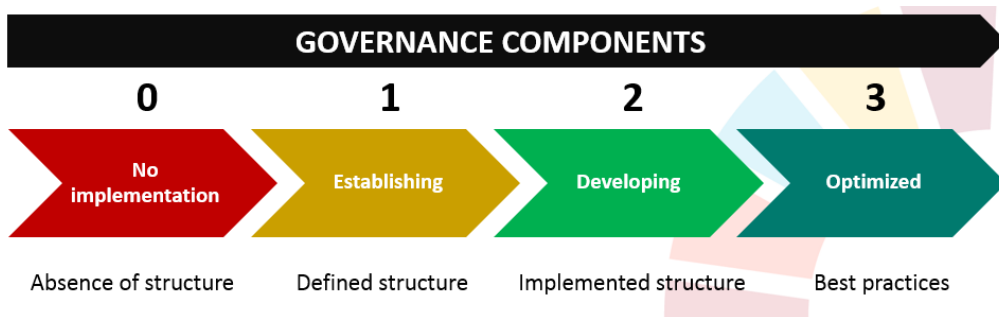 GOVERNANCE COMPONENTS
0 1 2 3
No
implementation
Establishing
Developing
Optimized
Absence of structure
Defined structure
Implemented structure
Best practices